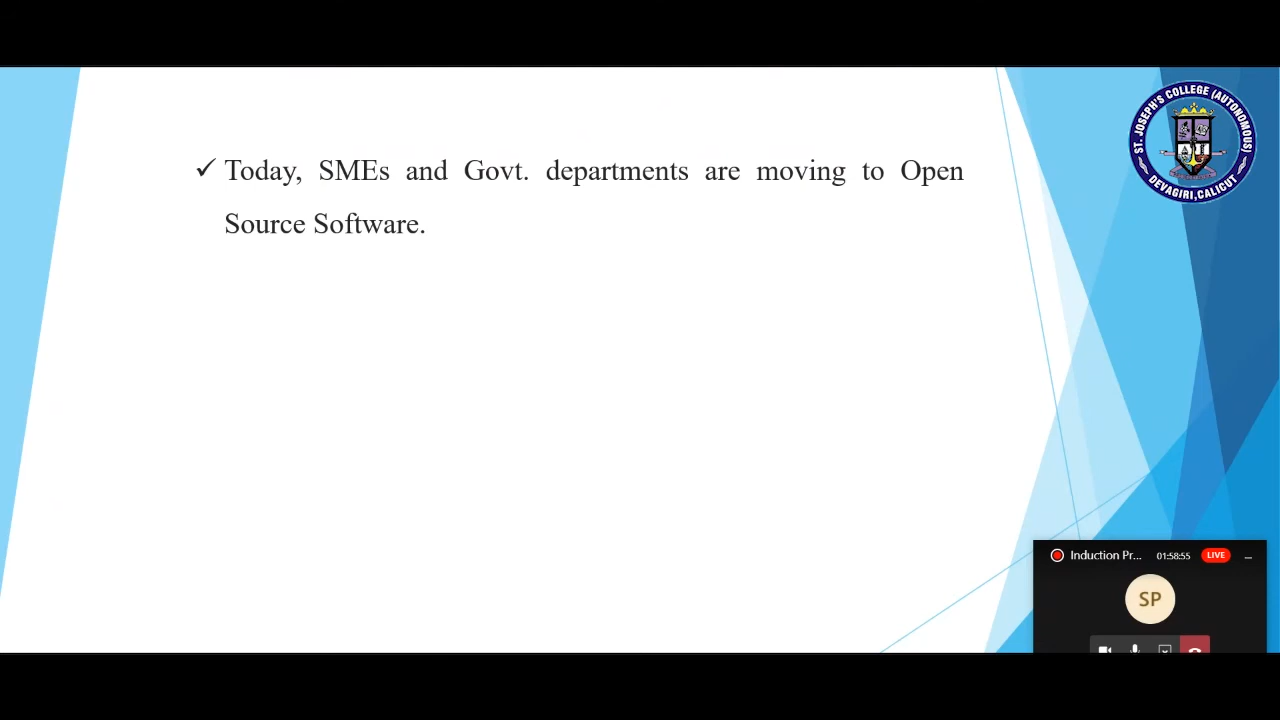 ✓ Today, SMEs and Govt. departments are moving to Open
Source Software.
ST. JOSEPH'S COLLEGE (AUTONOMOUS)
DEVAGIRI, CALICUT
Induction Pr... 01:58:55 LIVE
SP